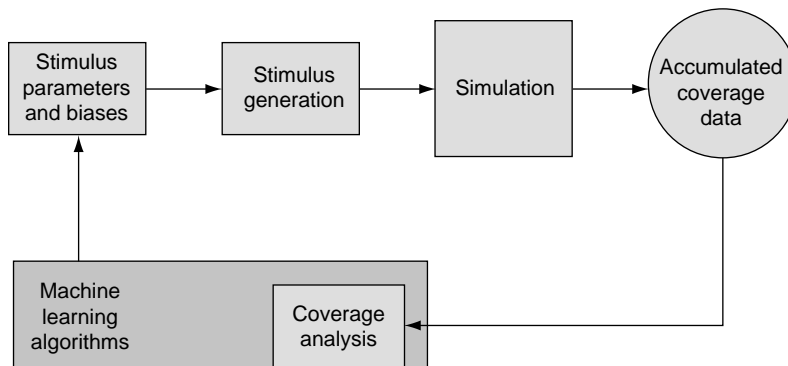 Stimulus
parameters
and biases
Stimulus
generation
Simulation
Accumulated
coverage
data
Machine
learning
algorithms
Coverage
analysis